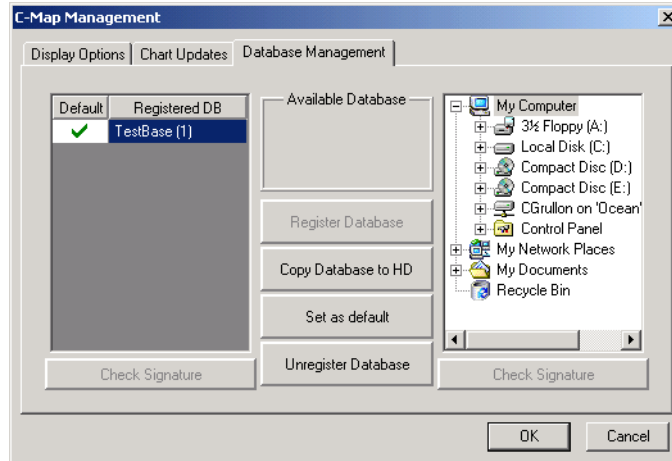 C-Map Management
Display Options
Chart Updates
Database Management
Default
Registered DB
TestBase (1)
Check Signature
Available Database
Register Database
Copy Database to HD
Set as default
Unregister Database
My Computer
3½ Floppy (A:)
Local Disk (C:)
Compact Disc (D:)
Compact Disc (E:)
CGrullon on 'Ocean'
Control Panel
My Network Places
My Documents
Recycle Bin
Check Signature
OK
Cancel